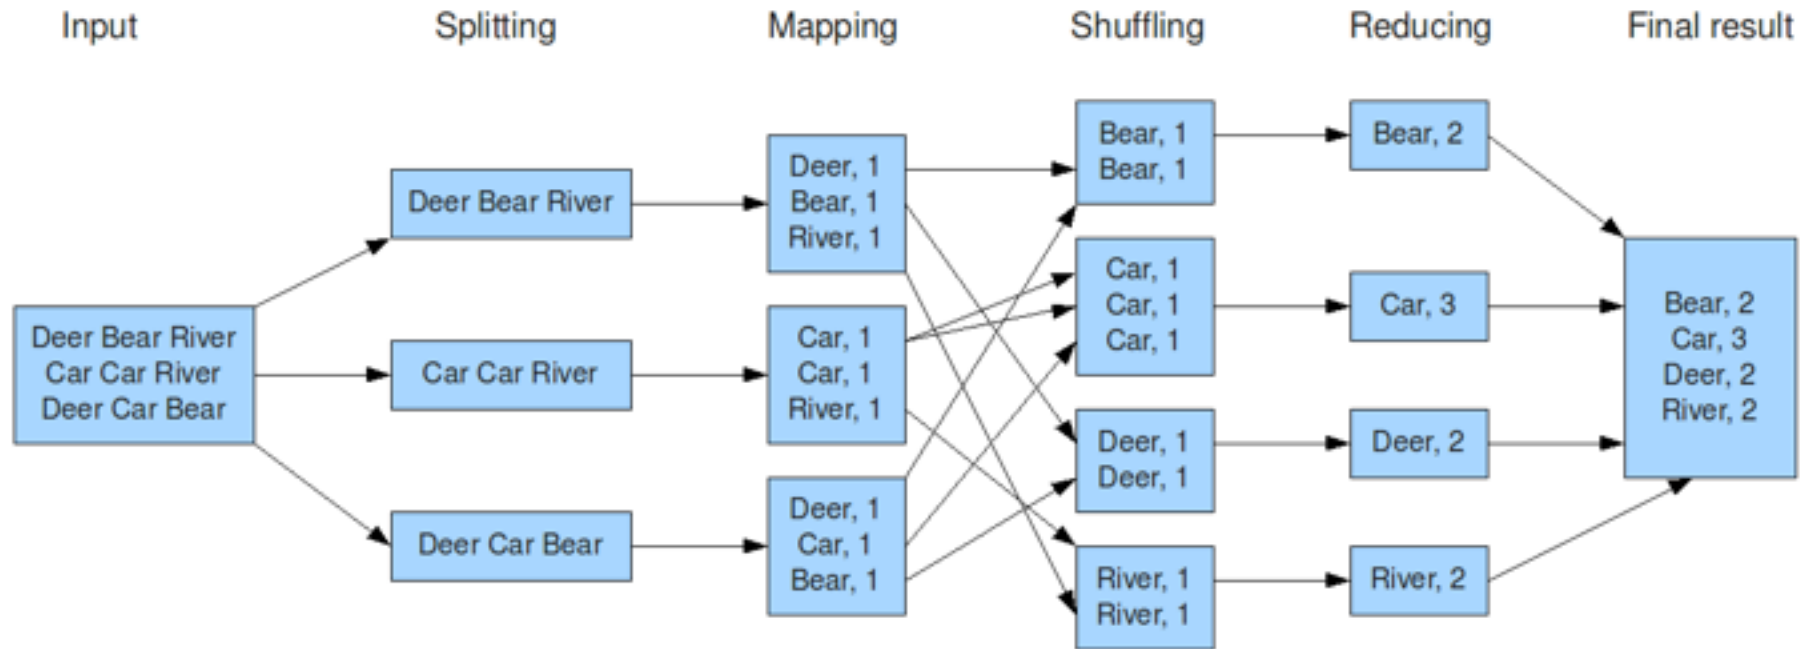 Input
Splitting
Mapping
Shuffling
Reducing
Final result
Deer Bear River
Car Car River
Deer Car Bear
Deer Bear River
Car Car River
Deer Car Bear
Deer, 1
Bear, 1
River, 1
Car, 1
Car, 1
River, 1
Deer, 1
Car, 1
Bear, 1
Bear, 1
Bear, 1
Car, 1
Car, 1
Car, 1
Deer, 1
Deer, 1
River, 1
River, 1
Bear, 2
Car, 3
Deer, 2
River, 2
Bear, 2
Car, 3
Deer, 2
River, 2